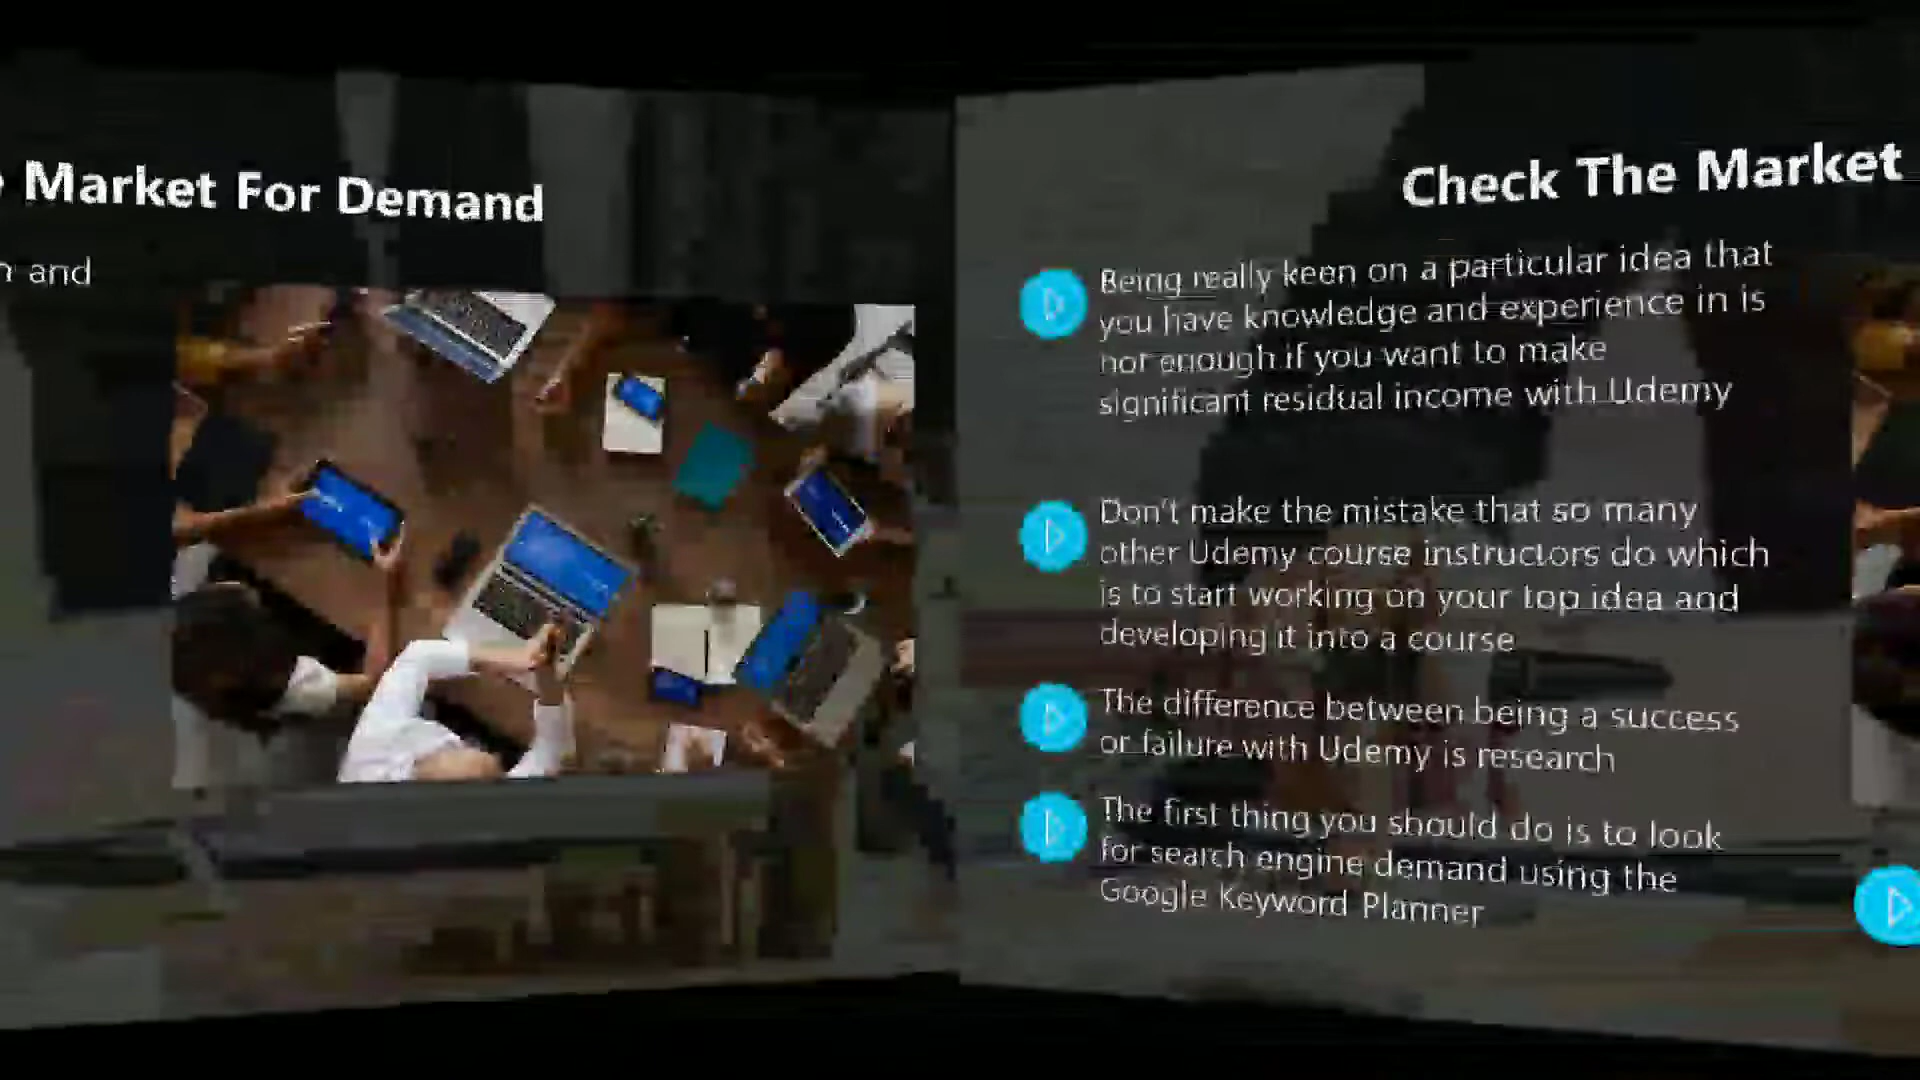 Market For Demand
and
Check The Market
Being really keen on a particular idea that
you have knowledge and experience in is
not enough if you want to make
significant residual income with Udemy
Don't make the mistake that so many
other Udemy course instructors do which
is to start working on your top idea and
developing it into a course
The difference between being a success
or failure with Udemy is research
The first thing you should do is to look
for search engine demand using the
Google Keyword Planner